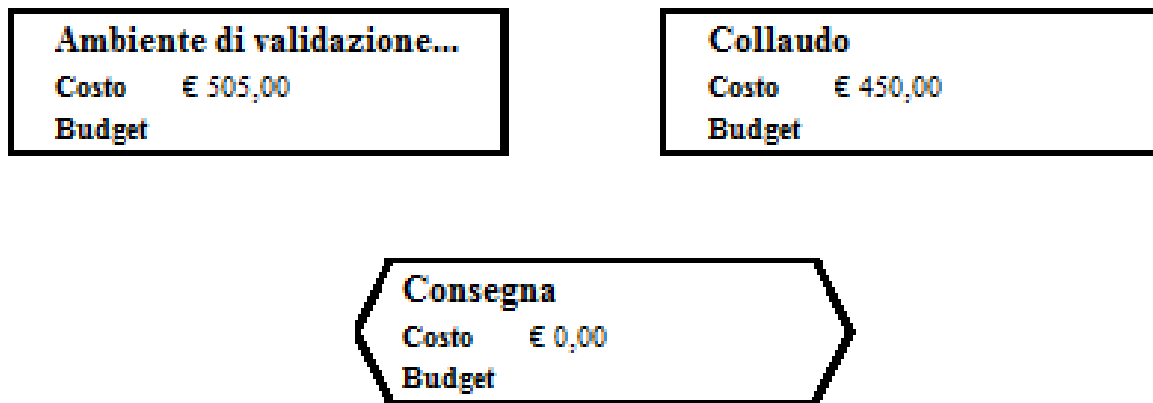 Ambiente di validazione...
Costo € 505,00
Budget
Collaudo
Costo € 450,00
Budget
Consegna
Costo € 0,00
Budget